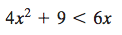 4x² + 9 < 6x